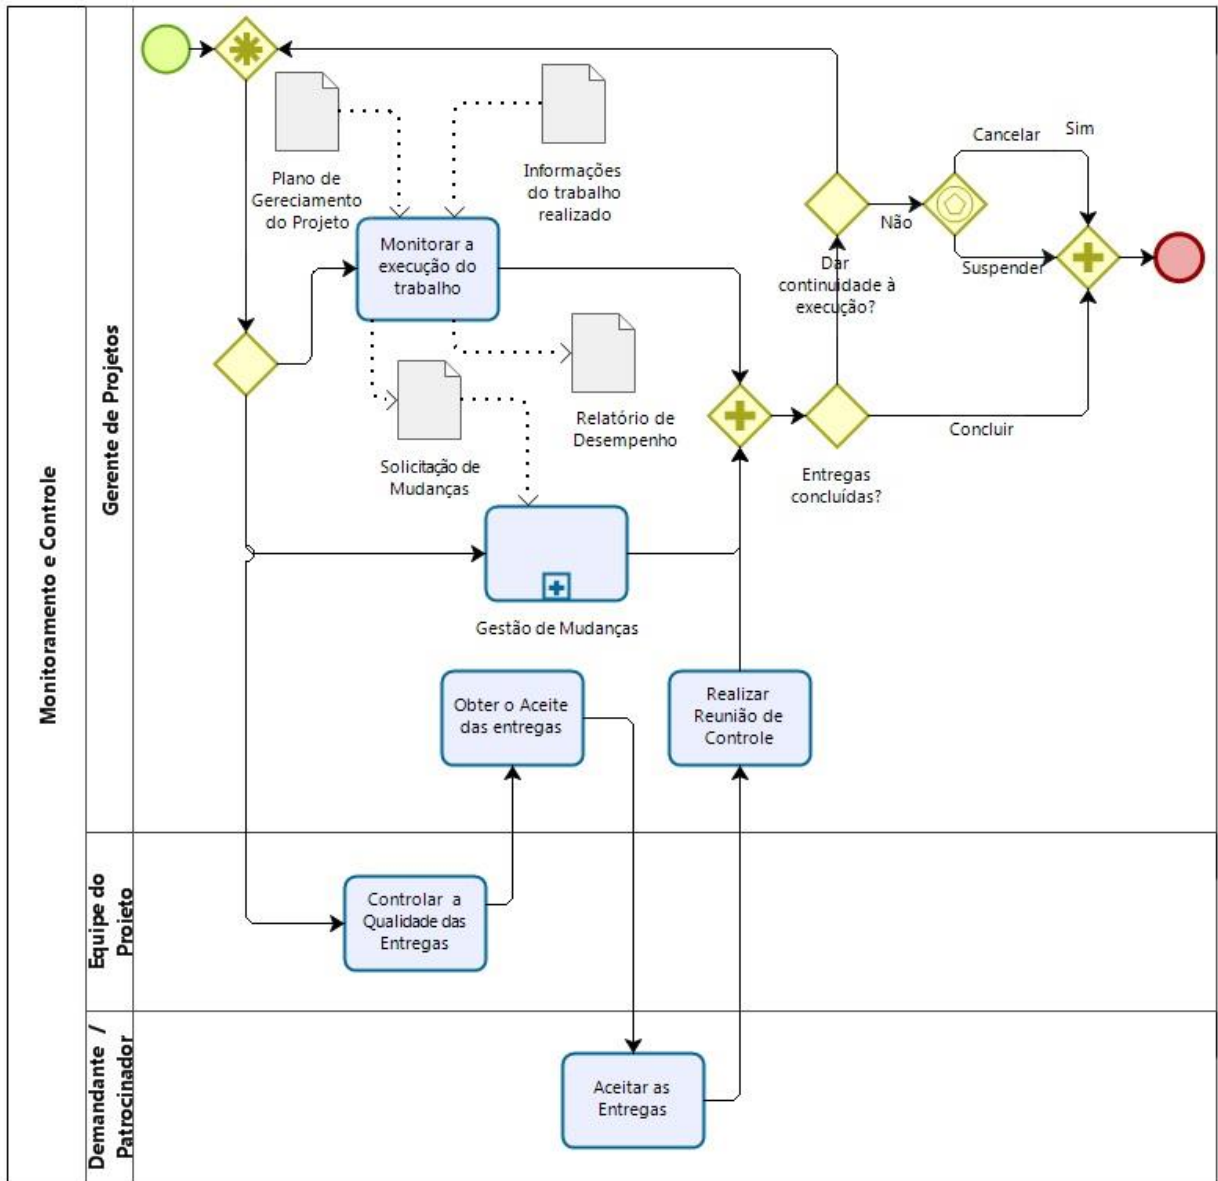 Monitoramento e Controle
Gerente de Projetos
Plano de
Gereciamento
do Projeto
Informações
do trabalho
realizado
Cancelar
Sim
Não
Suspender
Monitorar a
execução do
trabalho
Dar
continuidade à
execução?
Relatório de
Desempenho
Solicitação de
Mudanças
Entregas
concluídas?
Concluir
Gestão de Mudanças
Obter o Aceite
das entregas
Realizar
Reunião de
Controle
Equipe do
Projeto
Controlar a
Qualidade das
Entregas
Demandante /
Patrocinador
Aceitar as
Entregas